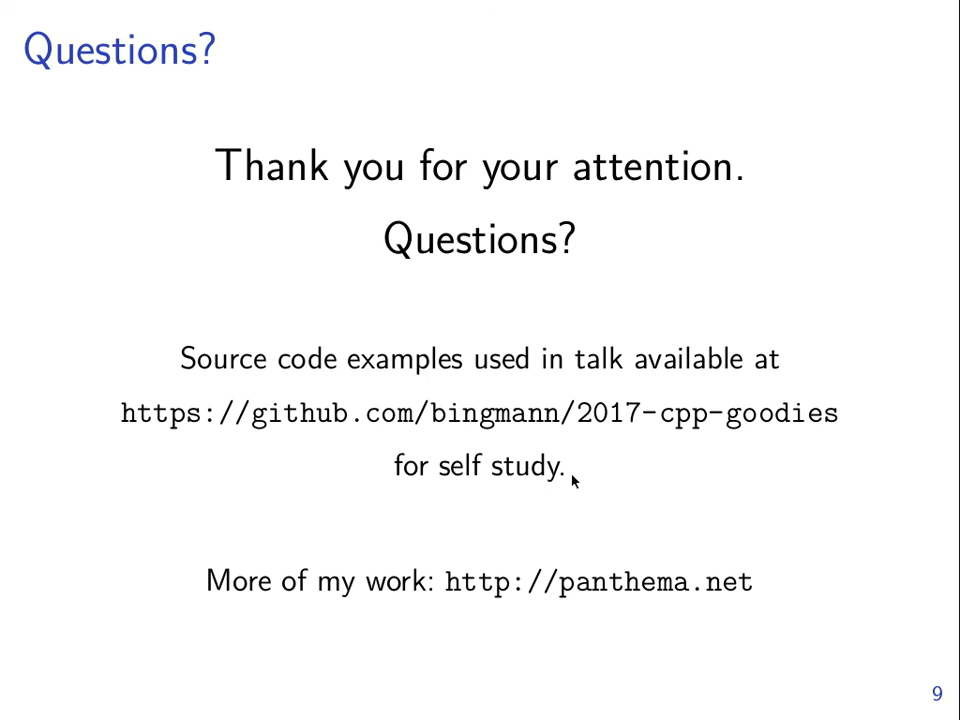 Questions?
Thank you for your attention.
Questions?
Source code examples used in talk available at
https://github.com/bingmann/2017-cpp-goodies
for self study.
More of my work: http://panthema.net
9